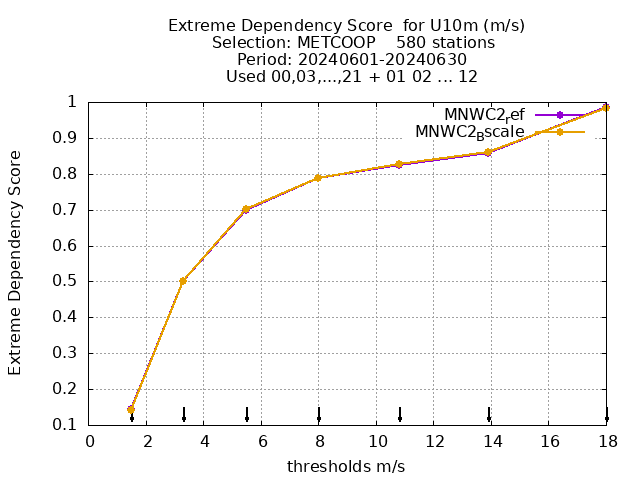 Extreme Dependency Score  for U10m (m/s)
Selection: METCOOP    580 stations
Period: 20240601-20240630
Used 00,03,...,21 + 01 02 ... 12
MNWC2_ref
MNWC2_Bscale
Extreme Dependency Score
1
0.9
0.8
0.7
0.6
0.5
0.4
0.3
0.2
0.1
0 2 4 6 8 10 12 14 16 18
thresholds m/s